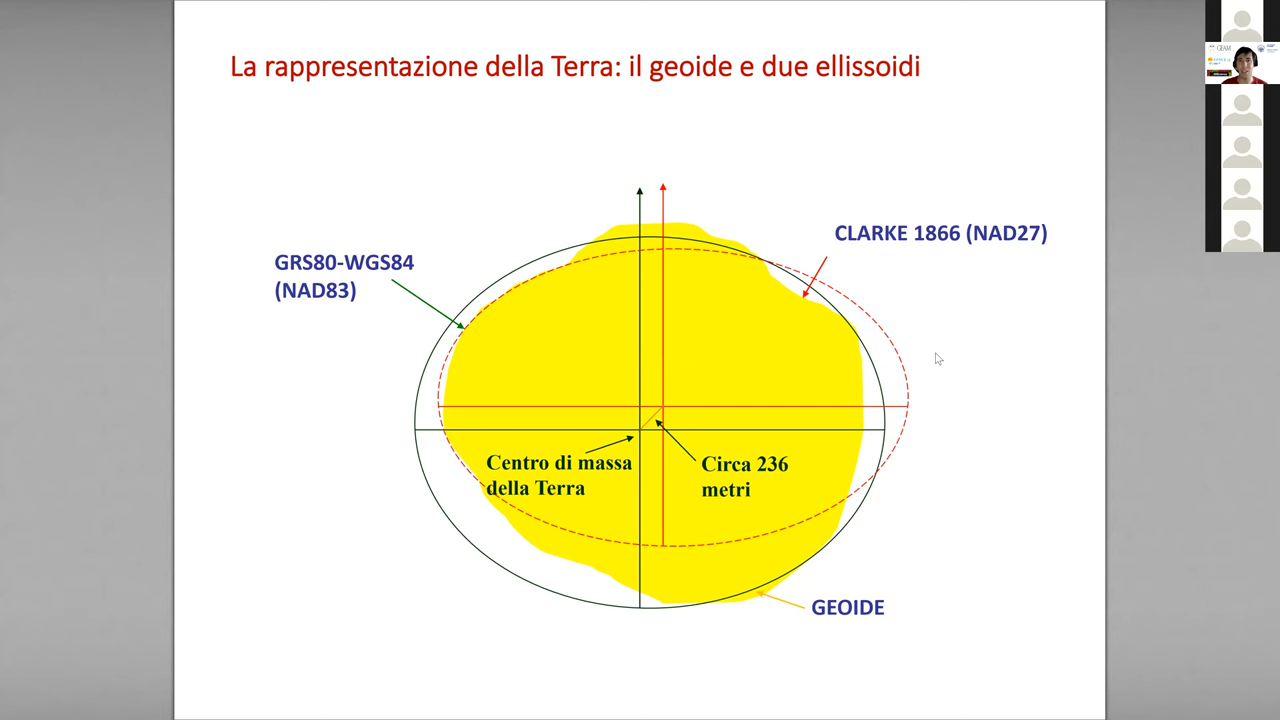 La rappresentazione della Terra: il geoide e due ellissoidi
CLARKE 1866 (NAD27)
GRS80-WGS84
(NAD83)
Centro di massa
della Terra
Circa 236
metri
GEOIDE
GEAM